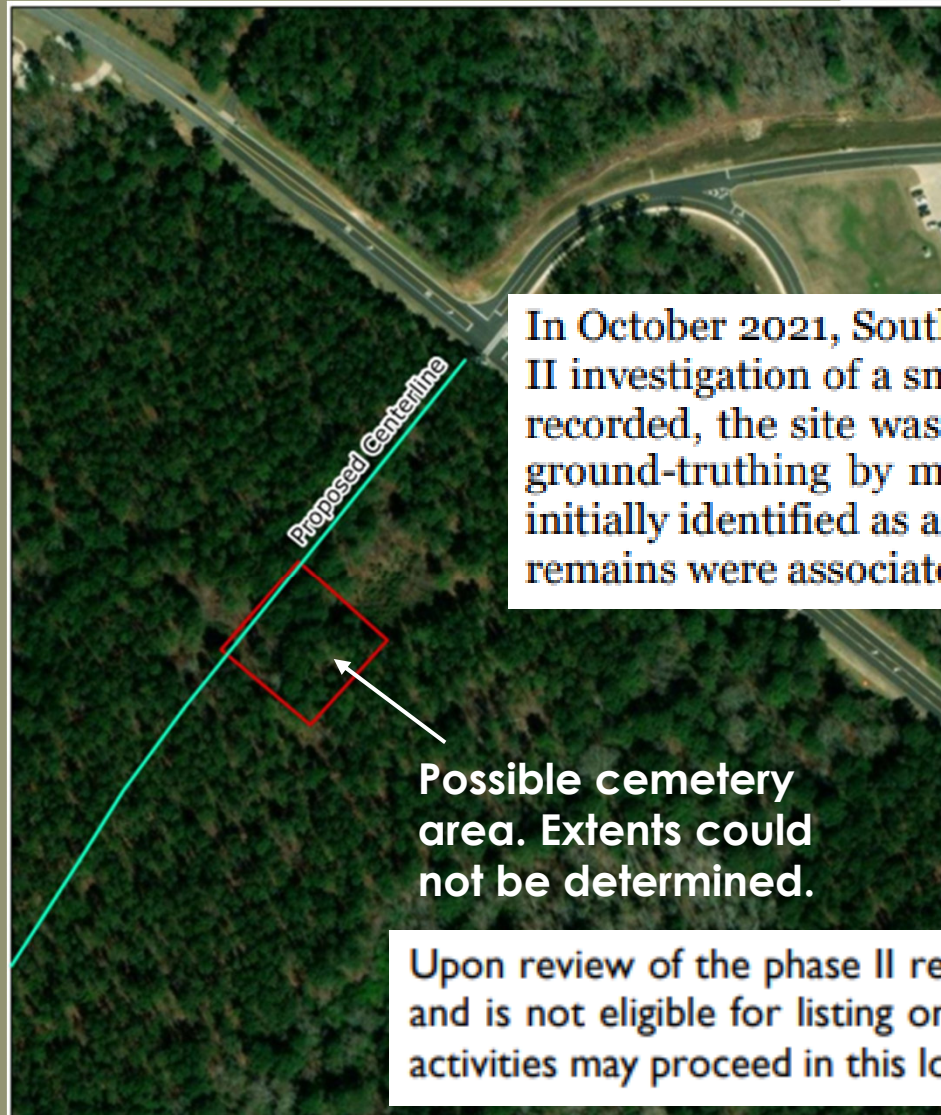 Proposed Centerline
In October 2021, Sout
II investigation of a sm
recorded, the site was
ground-truthing by m
initially identified as a
remains were associate
Possible cemetery
area. Extents could
not be determined.
Upon review of the phase II re
and is not eligible for listing or
activities may proceed in this lo